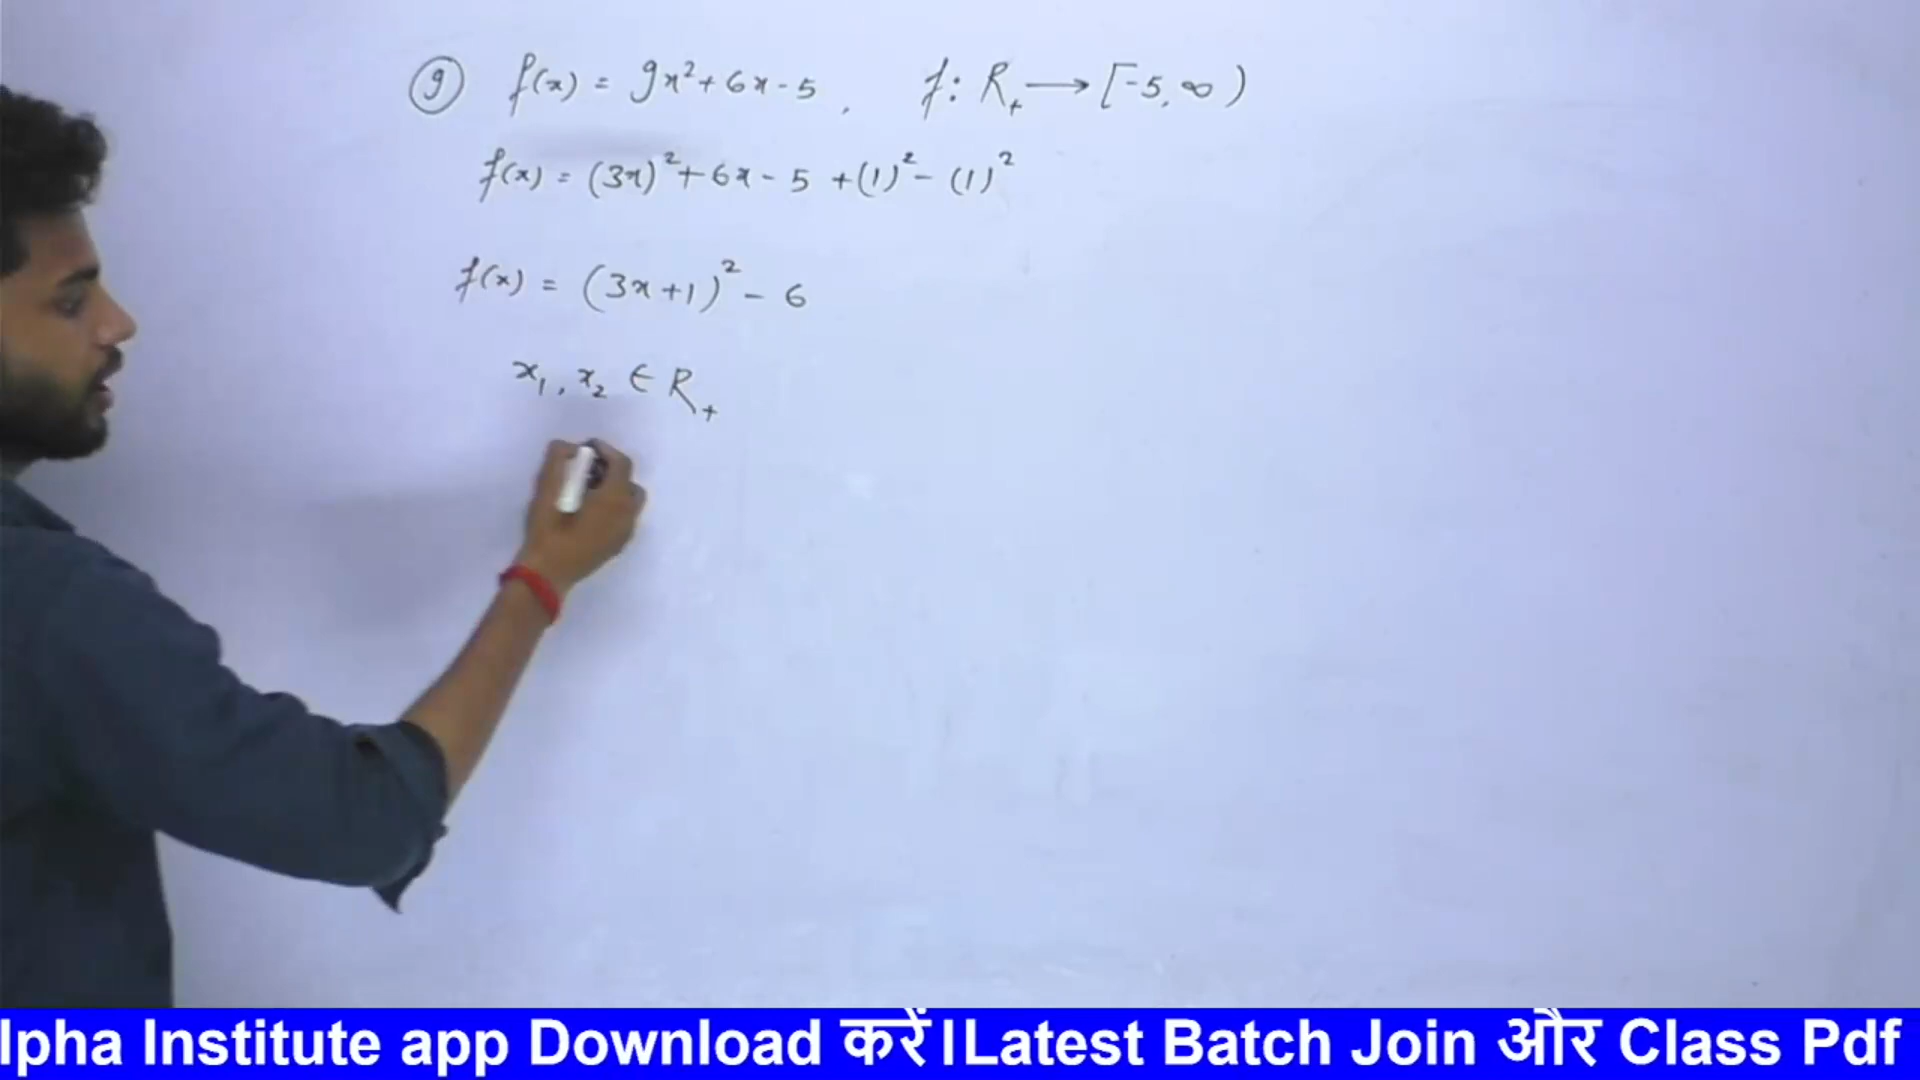 9 f(x) = 9x²+6x-5, f: R₊ → [-5, ∞)
f(x) = (3x)²+6x-5 +(1)²-(1)²
f(x) = (3x+1)²-6
x₁, x₂ ∈ R₊
lpha Institute app Download करें।Latest Batch Join और Class Pdf